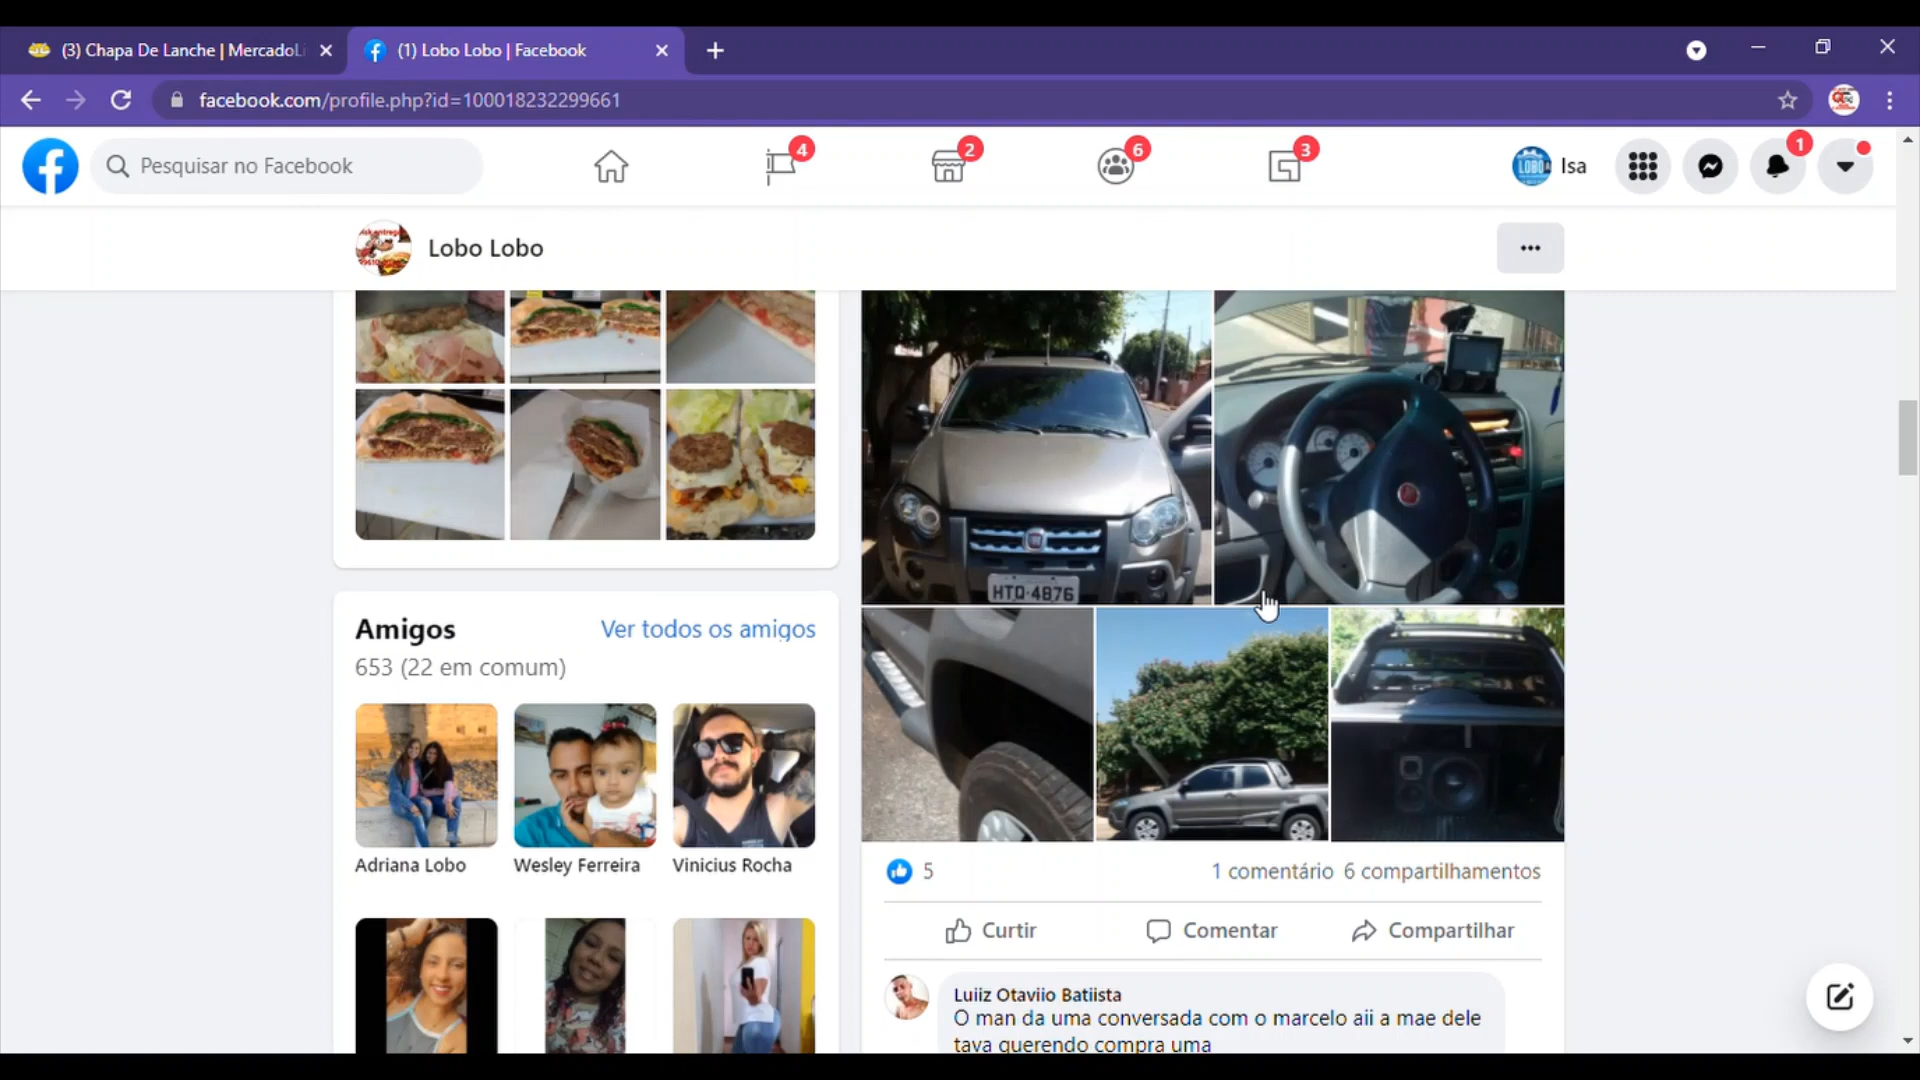 (3) Chapa De Lanche | MercadoLi
(1) Lobo Lobo | Facebook
facebook.com/profile.php?id=100018232299661
Pesquisar no Facebook
4
2
6
3
LOBO
Isa
1
Lobo Lobo
HTO·4876
Amigos
Ver todos os amigos
653 (22 em comum)
Adriana Lobo
Wesley Ferreira
Vinicius Rocha
5
1 comentário 6 compartilhamentos
Curtir
Comentar
Compartilhar
Luiiz Otaviio Batiista
O man da uma conversada com o marcelo aii a mae dele
tava querendo compra uma